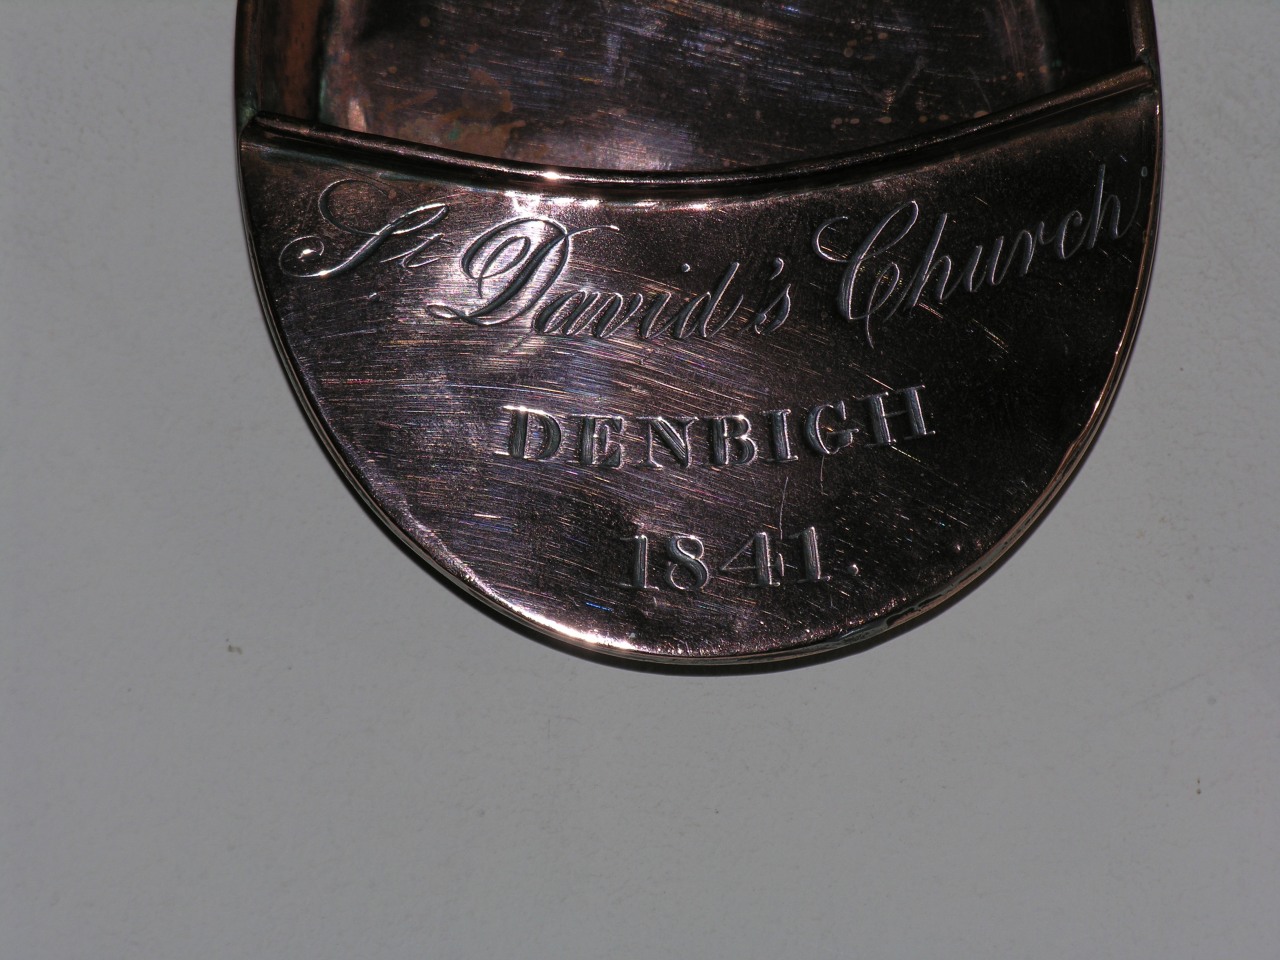 St David's Church
DENBIGH
1841.